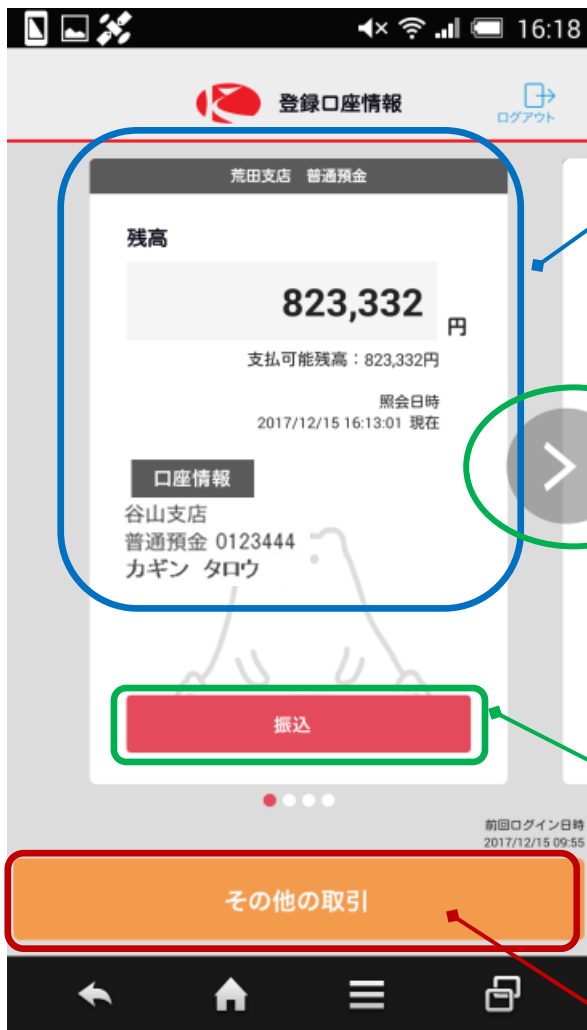 16:18
登録口座情報
ログアウト
荒田支店 普通預金
残高
823,332
円
支払可能残高：823,332円
照会日時
2017/12/15 16:13:01 現在
口座情報
谷山支店
普通預金 0123444
カギン タロウ
振込
前回ログイン日時
2017/12/15 09:55
その他の取引